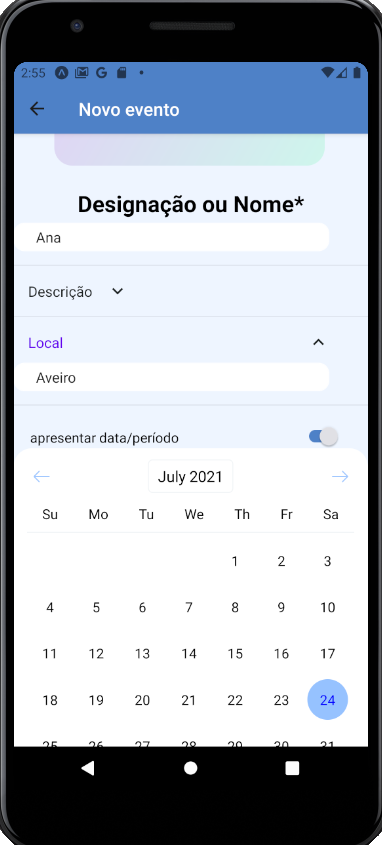 2:55
Novo evento
Designação ou Nome*
Ana
Descrição
Local
Aveiro
apresentar data/período
July 2021
Su Mo Tu We Th Fr Sa
1 2 3
4 5 6 7 8 9 10
11 12 13 14 15 16 17
18 19 20 21 22 23 24
25 26 27 28 29 30 31